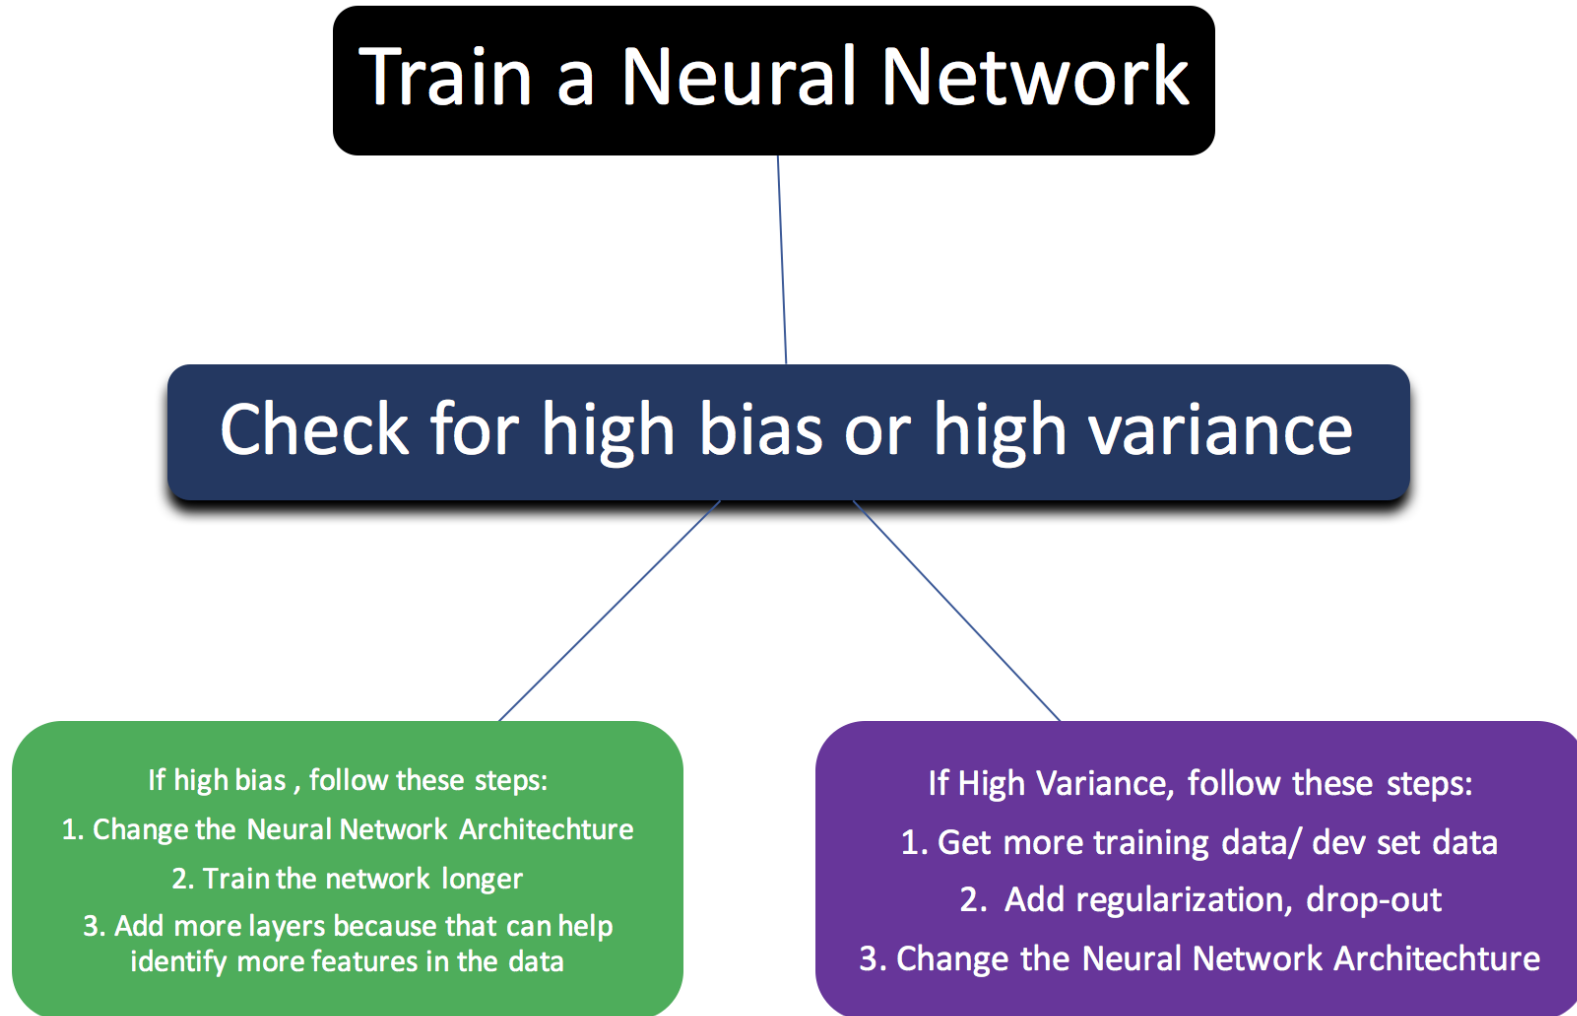 Train a Neural Network
Check for high bias or high variance
If high bias , follow these steps:
1. Change the Neural Network Architechture
2. Train the network longer
3. Add more layers because that can help
identify more features in the data
If High Variance, follow these steps:
1. Get more training data/ dev set data
2. Add regularization, drop-out
3. Change the Neural Network Architechture